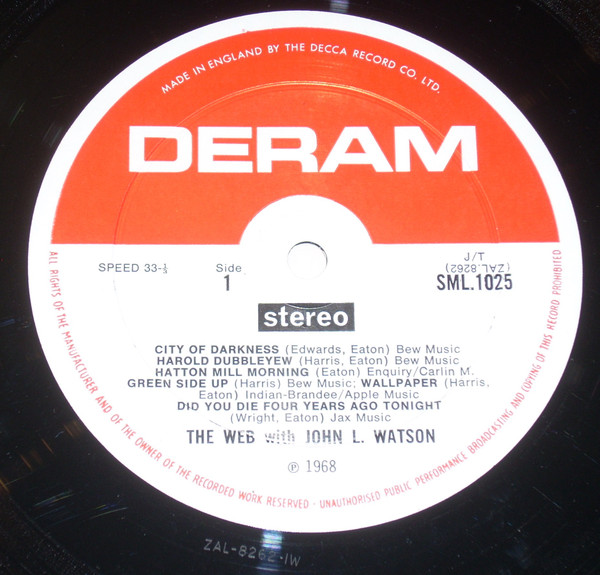 MADE IN ENGLAND BY THE DECCA RECORD CO. LTD.
DERAM
SPEED 33-⅓
Side
1
J/T
(ZAL.8262)
SML.1025
stereo
CITY OF DARKNESS (Edwards, Eaton) Bew Music
HAROLD DUBBLEYEW (Harris, Eaton) Bew Music
HATTON MILL MORNING (Eaton) Enquiry/Carlin M.
GREEN SIDE UP (Harris) Bew Music; WALLPAPER (Harris,
Eaton) Indian-Brandee/Apple Music
DID YOU DIE FOUR YEARS AGO TONIGHT
(Wright, Eaton) Jax Music
THE WEB with JOHN L. WATSON
℗ 1968
ALL RIGHTS OF THE MANUFACTURER AND OF THE OWNER OF THE RECORDED WORK RESERVED - UNAUTHORISED PUBLIC PERFORMANCE BROADCASTING AND COPYING OF THIS RECORD PROHIBITED
ZAL-8262-1W